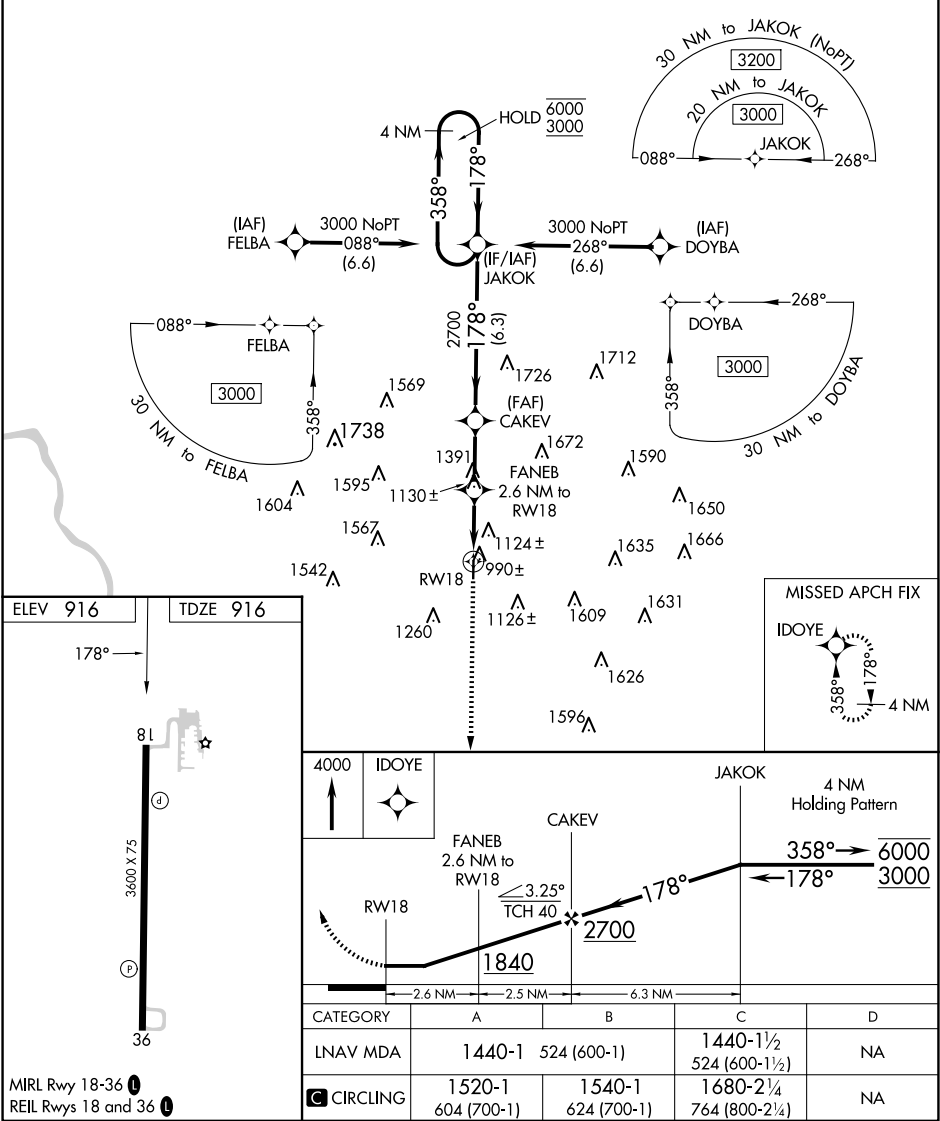 30 NM to JAKOK (NoPT)
3200
20 NM to JAKOK
3000
JAKOK
088°
268°
4 NM
HOLD 6000
3000
358°
178°
(IAF)
FELBA
3000 NoPT
088°
(6.6)
(IF/IAF)
JAKOK
3000 NoPT
268°
(6.6)
(IAF)
DOYBA
088°
FELBA
3000
358°
30 NM to FELBA
2700
178°
(6.3)
268°
DOYBA
3000
358°
30 NM to DOYBA
1726
1712
1569
(FAF)
CAKEV
1738
1672
1391
FANEB
2.6 NM to
RW18
1590
1595
1130±
1604
1650
1567
1124±
1635
1666
RW18
990±
1542
1260
1126±
1609
1631
1626
1596
ELEV 916
TDZE 916
178°
18
P
3600 X 75
P
36
MIRL Rwy 18-36 L
REIL Rwys 18 and 36 L
MISSED APCH FIX
IDOYE
358°
178°
4 NM
4000
IDOYE
JAKOK
4 NM
Holding Pattern
CAKEV
FANEB
2.6 NM to
RW18
358°
6000
178°
3000
3.25°
TCH 40
178°
RW18
2700
1840
2.6 NM
2.5 NM
6.3 NM
CATEGORY A B C D
LNAV MDA 1440-1 524 (600-1) 1440-1½ 524 (600-1½) NA
C CIRCLING 1520-1 604 (700-1) 1540-1 624 (700-1) 1680-2¼ 764 (800-2¼) NA